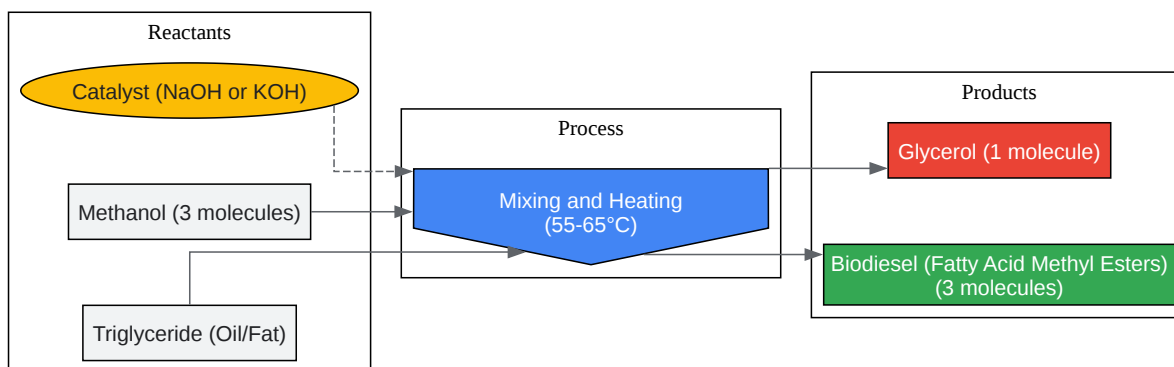 Reactants
Catalyst (NaOH or KOH)
Methanol (3 molecules)
Triglyceride (Oil/Fat)
Process
Mixing and Heating
(55-65°C)
Products
Glycerol (1 molecule)
Biodiesel (Fatty Acid Methyl Esters)
(3 molecules)